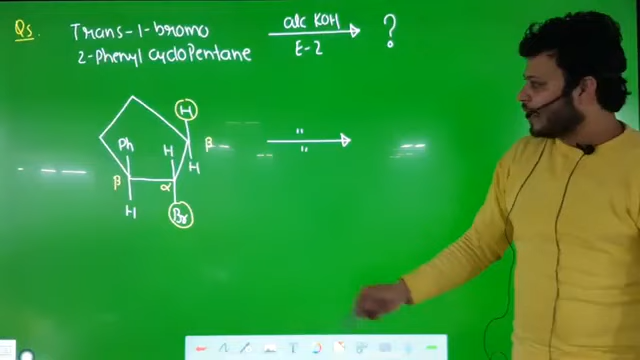 Qs. Trans-1-bromo alc KOH ?
2-Phenyl cycloPentane E-2
H
Ph H β " "
β α H
H Br